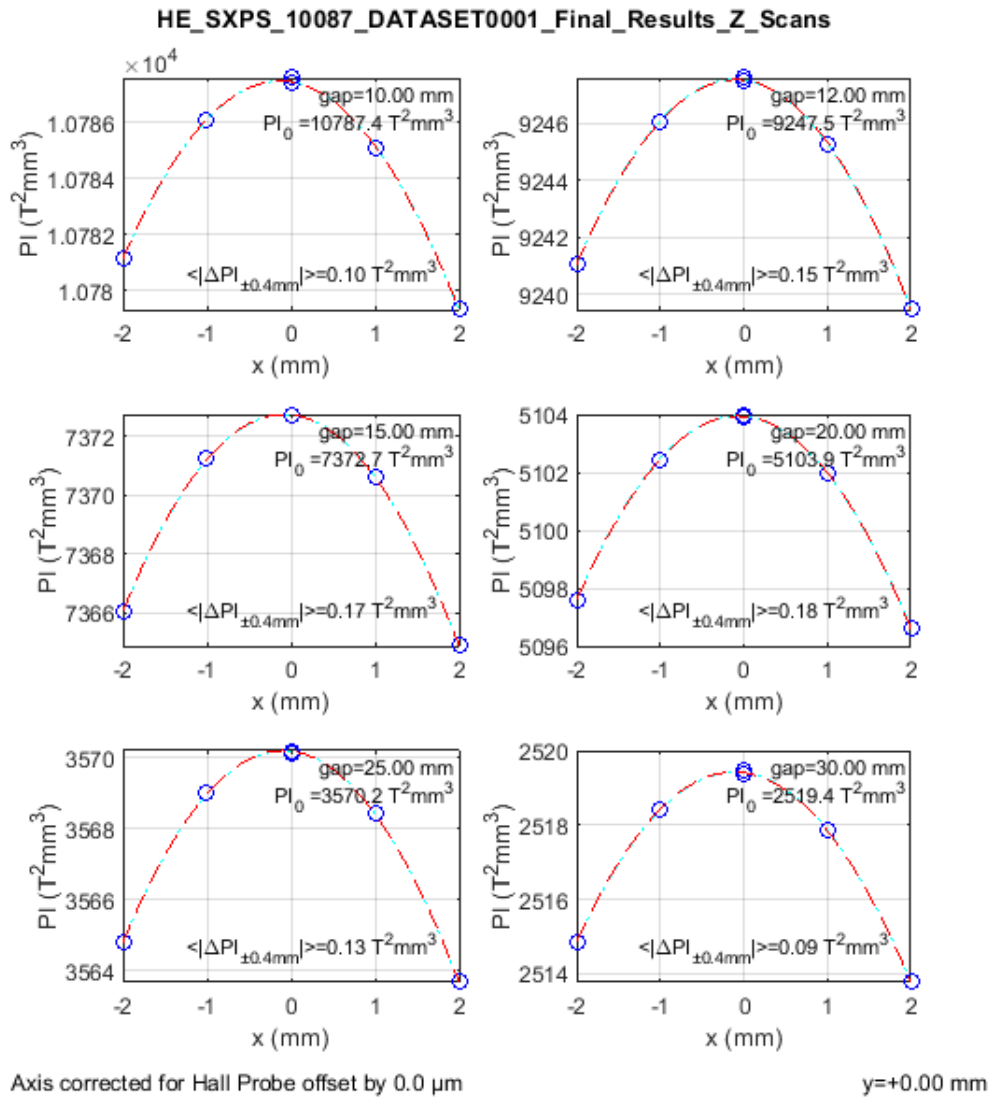 HE_SXPS_10087_DATASET0001_Final_Results_Z_Scans
×10⁴
gap=10.00 mm
PI₀ =10787.4 T²mm³
1.0786
1.0784
1.0782
1.078
PI (T²mm³)
<|ΔPI±0.4mm|>=0.10 T²mm³
-2 -1 0 1 2
x (mm)
gap=12.00 mm
PI₀ =9247.5 T²mm³
9246
9244
9241
9240
PI (T²mm³)
<|ΔPI±0.4mm|>=0.15 T²mm³
-2 -1 0 1 2
x (mm)
gap=15.00 mm
PI₀ =7372.7 T²mm³
7372
7370
7368
7366
PI (T²mm³)
<|ΔPI±0.4mm|>=0.17 T²mm³
-2 -1 0 1 2
x (mm)
5104
gap=20.00 mm
PI₀ =5103.9 T²mm³
5102
5100
5098
5096
PI (T²mm³)
<|ΔPI±0.4mm|>=0.18 T²mm³
-2 -1 0 1 2
x (mm)
3570
gap=25.00 mm
PI₀ =3570.2 T²mm³
3568
3566
3564
PI (T²mm³)
<|ΔPI±0.4mm|>=0.13 T²mm³
-2 -1 0 1 2
x (mm)
2520
gap=30.00 mm
PI₀ =2519.4 T²mm³
2518
2516
2514
PI (T²mm³)
<|ΔPI±0.4mm|>=0.09 T²mm³
-2 -1 0 1 2
x (mm)
Axis corrected for Hall Probe offset by 0.0 µm
y=+0.00 mm